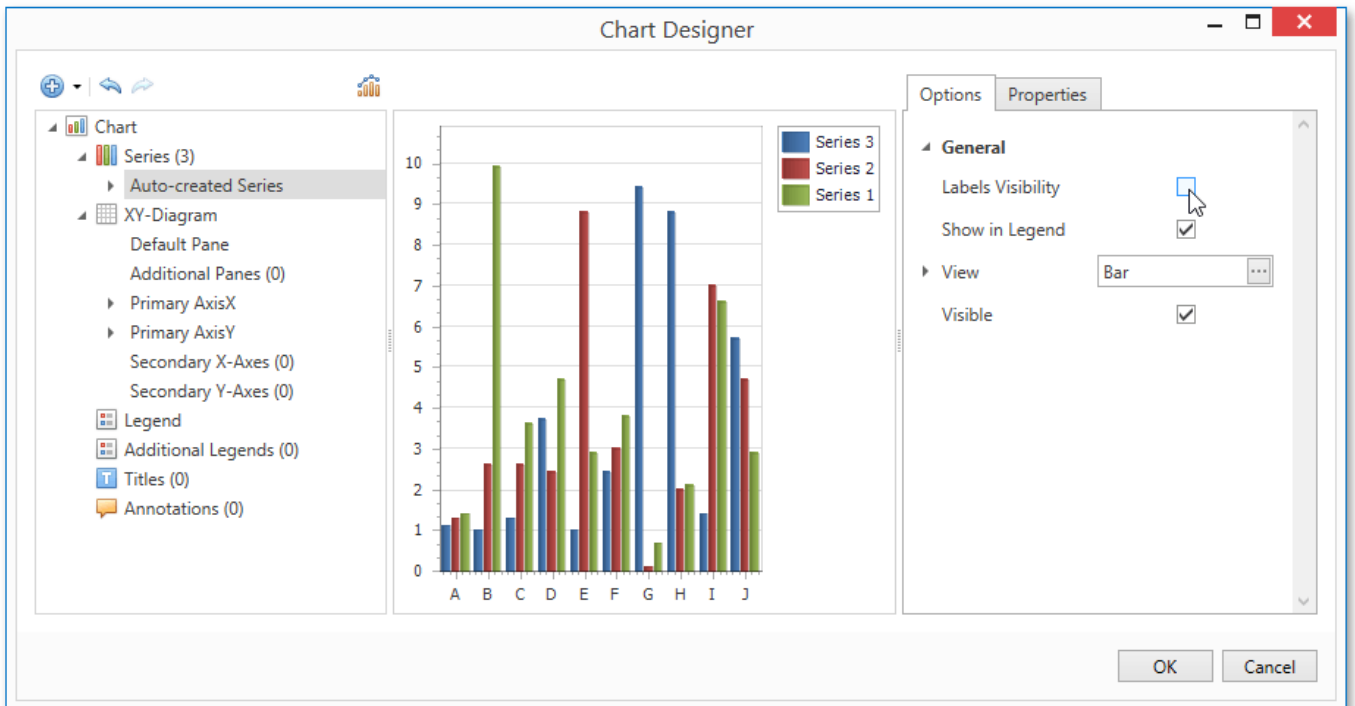 Chart Designer
Options
Properties
Chart
Series (3)
Auto-created Series
XY-Diagram
Default Pane
Additional Panes (0)
Primary AxisX
Primary AxisY
Secondary X-Axes (0)
Secondary Y-Axes (0)
Legend
Additional Legends (0)
Titles (0)
Annotations (0)
10
9
8
7
6
5
4
3
2
1
0
A B C D E F G H I J
Series 3
Series 2
Series 1
General
Labels Visibility
Show in Legend
View Bar ...
Visible
OK Cancel